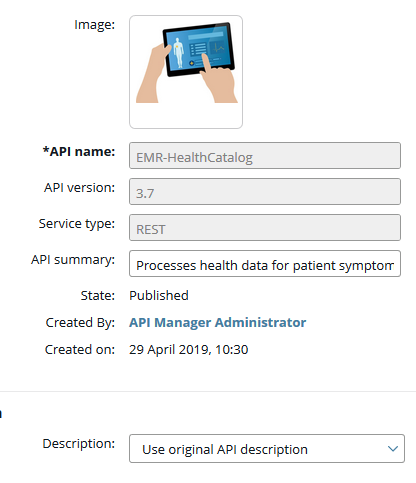 Image:
*API name: EMR-HealthCatalog
API version: 3.7
Service type: REST
API summary: Processes health data for patient symptom
State: Published
Created By: API Manager Administrator
Created on: 29 April 2019, 10:30
Description: Use original API description